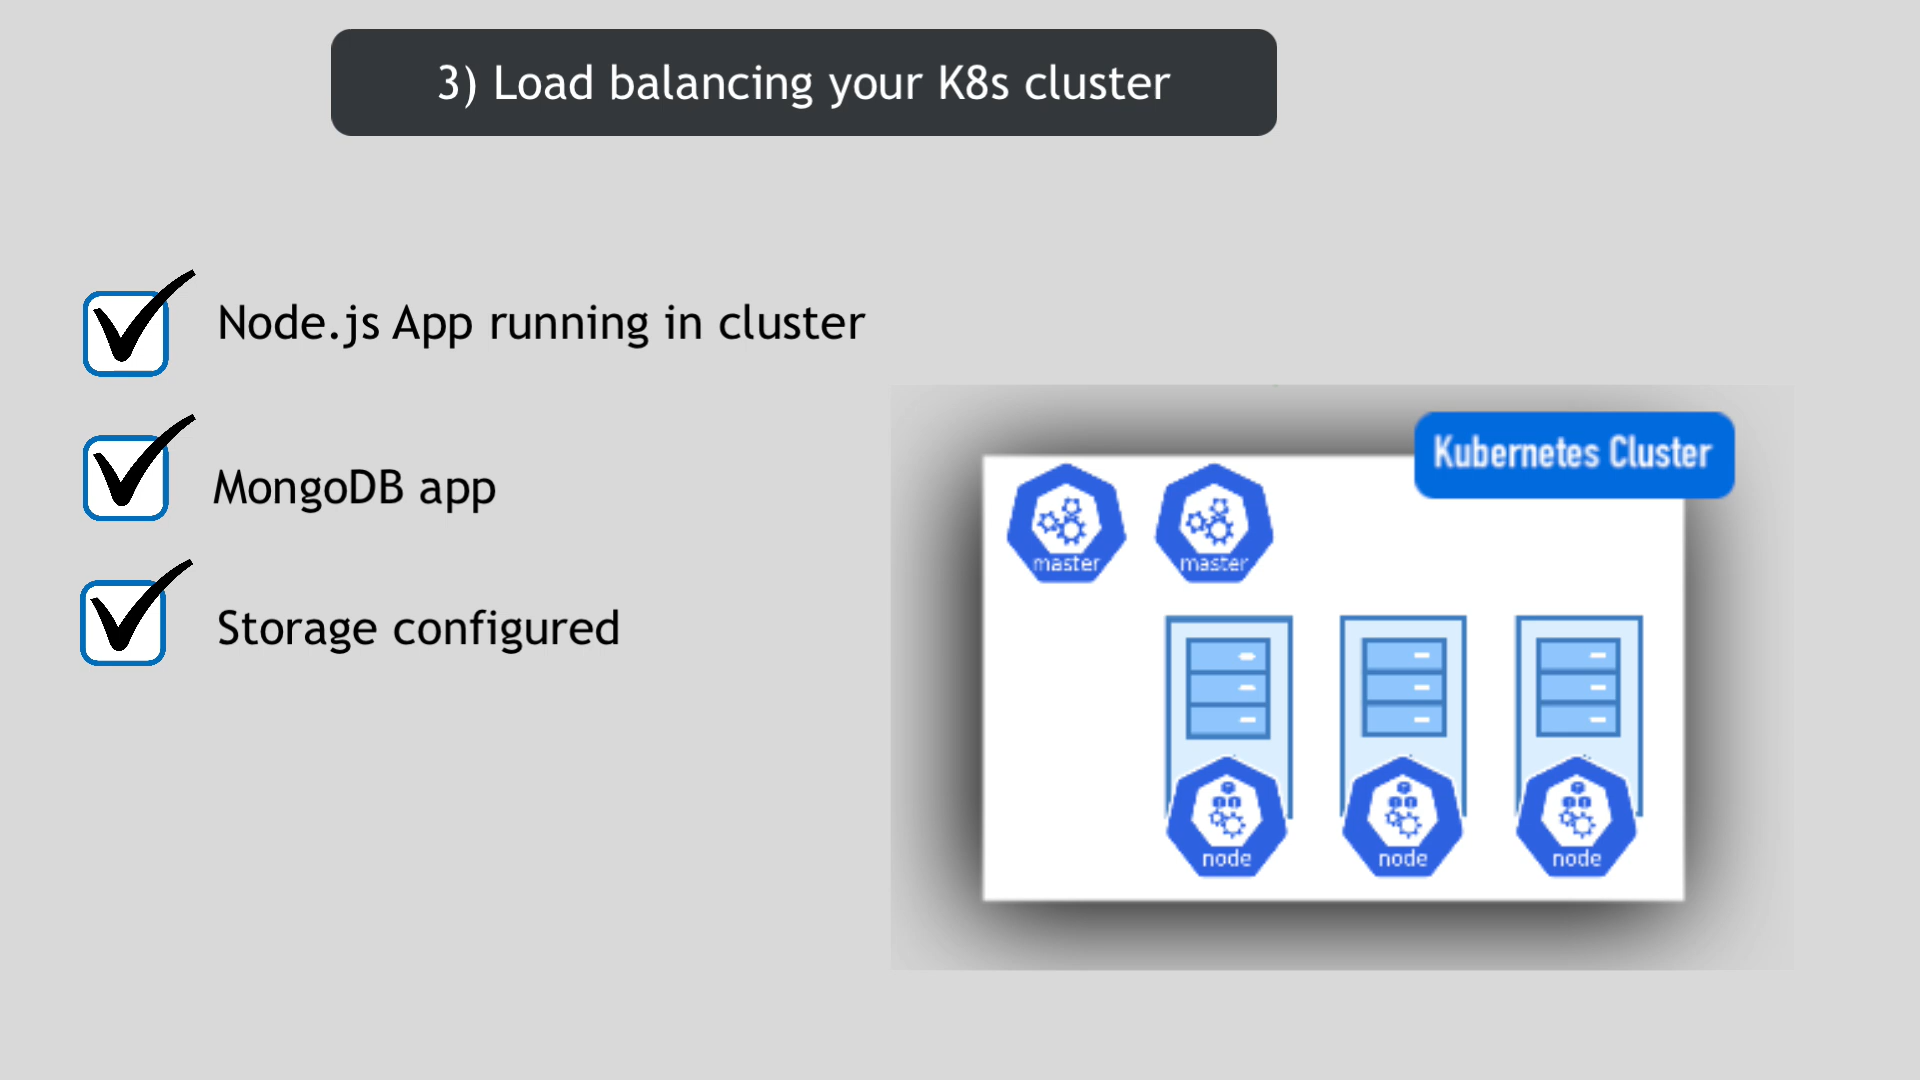 3) Load balancing your K8s cluster
Node.js App running in cluster
MongoDB app
Storage configured
Kubernetes Cluster
master
master
node
node
node